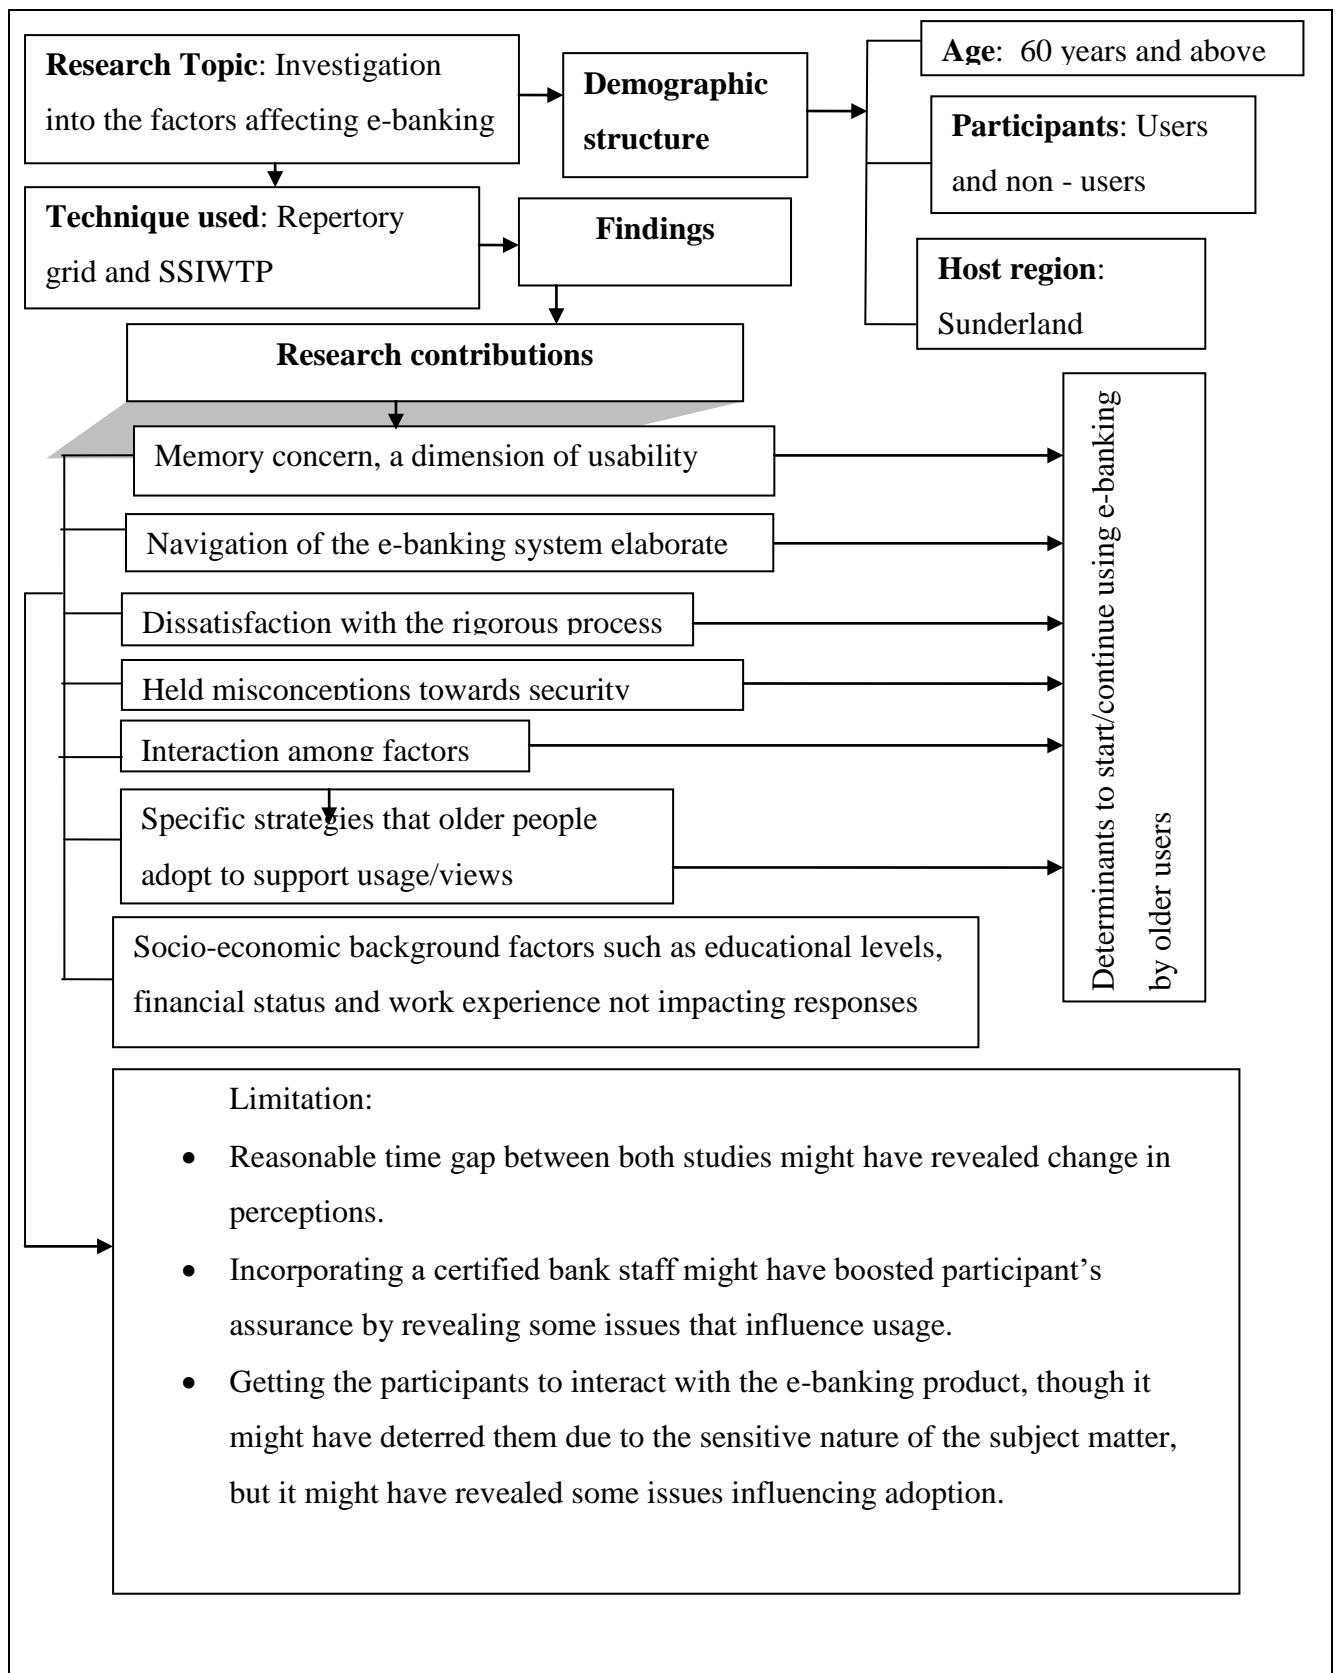 Research Topic: Investigation
into the factors affecting e-banking
Demographic
structure
Age: 60 years and above
Participants: Users
and non - users
Host region:
Sunderland
Technique used: Repertory
grid and SSIWTP
Findings
Research contributions
Memory concern, a dimension of usability
Navigation of the e-banking system elaborate
Dissatisfaction with the rigorous process
Held misconceptions towards security
Interaction among factors
Specific strategies that older people
adopt to support usage/views
Socio-economic background factors such as educational levels,
financial status and work experience not impacting responses
Determinants to start/continue using e-banking
by older users
Limitation:
• Reasonable time gap between both studies might have revealed change in
perceptions.
• Incorporating a certified bank staff might have boosted participant’s
assurance by revealing some issues that influence usage.
• Getting the participants to interact with the e-banking product, though it
might have deterred them due to the sensitive nature of the subject matter,
but it might have revealed some issues influencing adoption.